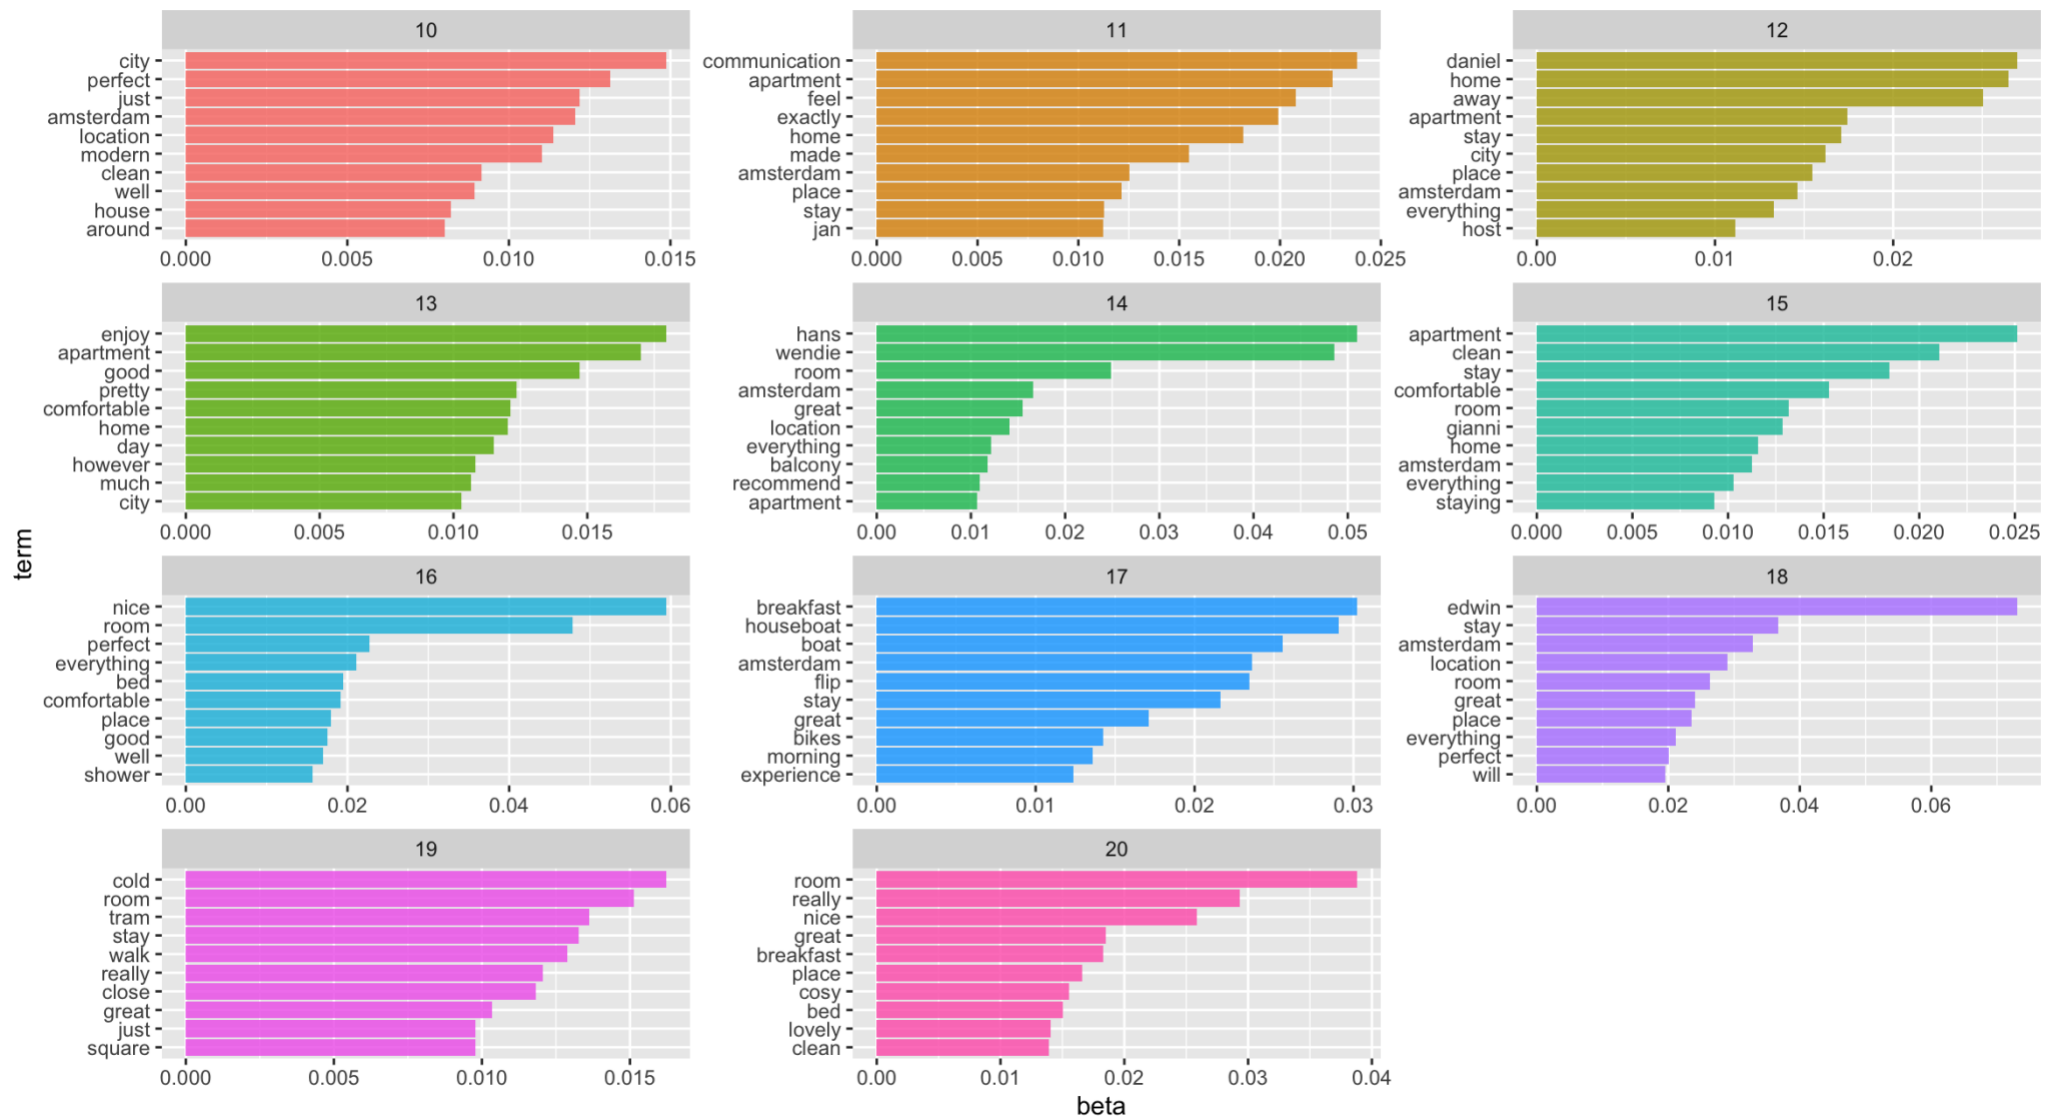 10
city
perfect
just
amsterdam
location
modern
clean
well
house
around
0.000 0.005 0.010 0.015
11
communication
apartment
feel
exactly
home
made
amsterdam
place
stay
jan
0.000 0.005 0.010 0.015 0.020 0.025
12
daniel
home
away
apartment
stay
city
place
amsterdam
everything
host
0.00 0.01 0.02
13
enjoy
apartment
good
pretty
comfortable
home
day
however
much
city
0.000 0.005 0.010 0.015
14
hans
wendie
room
amsterdam
great
location
everything
balcony
recommend
apartment
0.00 0.01 0.02 0.03 0.04 0.05
15
apartment
clean
stay
comfortable
room
gianni
home
amsterdam
everything
staying
0.000 0.005 0.010 0.015 0.020 0.025
term
16
nice
room
perfect
everything
bed
comfortable
place
good
well
shower
0.00 0.02 0.04 0.06
17
breakfast
houseboat
boat
amsterdam
flip
stay
great
bikes
morning
experience
0.00 0.01 0.02 0.03
18
edwin
stay
amsterdam
location
room
great
place
everything
perfect
will
0.00 0.02 0.04 0.06
19
cold
room
tram
stay
walk
really
close
great
just
square
0.000 0.005 0.010 0.015
20
room
really
nice
great
breakfast
place
cosy
bed
lovely
clean
0.00 0.01 0.02 0.03 0.04
beta